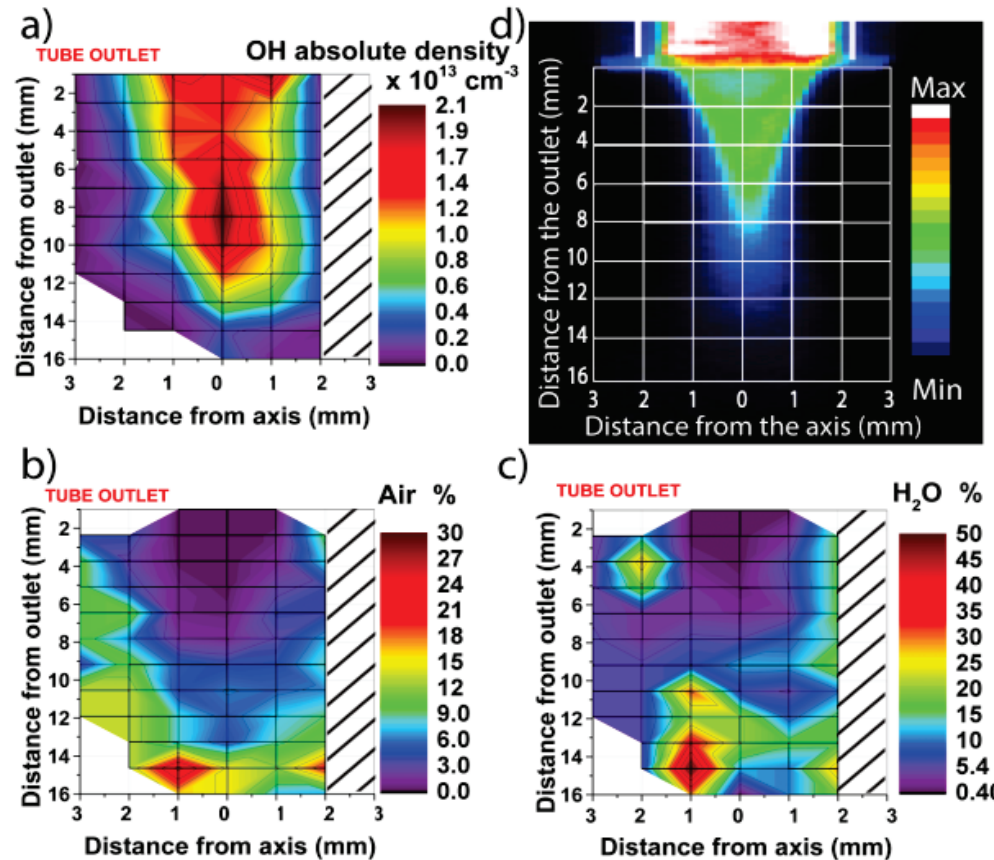 a)
TUBE OUTLET
OH absolute density
x 10¹³ cm⁻³
Distance from outlet (mm)
2
4
6
8
10
12
14
16
3 2 1 0 1 2 3
Distance from axis (mm)
2.1
1.9
1.7
1.4
1.2
1.0
0.8
0.6
0.4
0.2
0.0
d)
Distance from the outlet (mm)
2
4
6
8
10
12
14
16
3 2 1 0 1 2 3
Distance from the axis (mm)
Max
Min
b)
TUBE OUTLET
Air %
Distance from outlet (mm)
2
4
6
8
10
12
14
16
3 2 1 0 1 2 3
Distance from axis (mm)
30
27
24
21
18
15
12
9.0
6.0
3.0
0.0
c)
TUBE OUTLET
H₂O %
Distance from outlet (mm)
2
4
6
8
10
12
14
16
3 2 1 0 1 2 3
Distance from axis (mm)
50
45
40
35
30
25
20
15
10
5.4
0.40